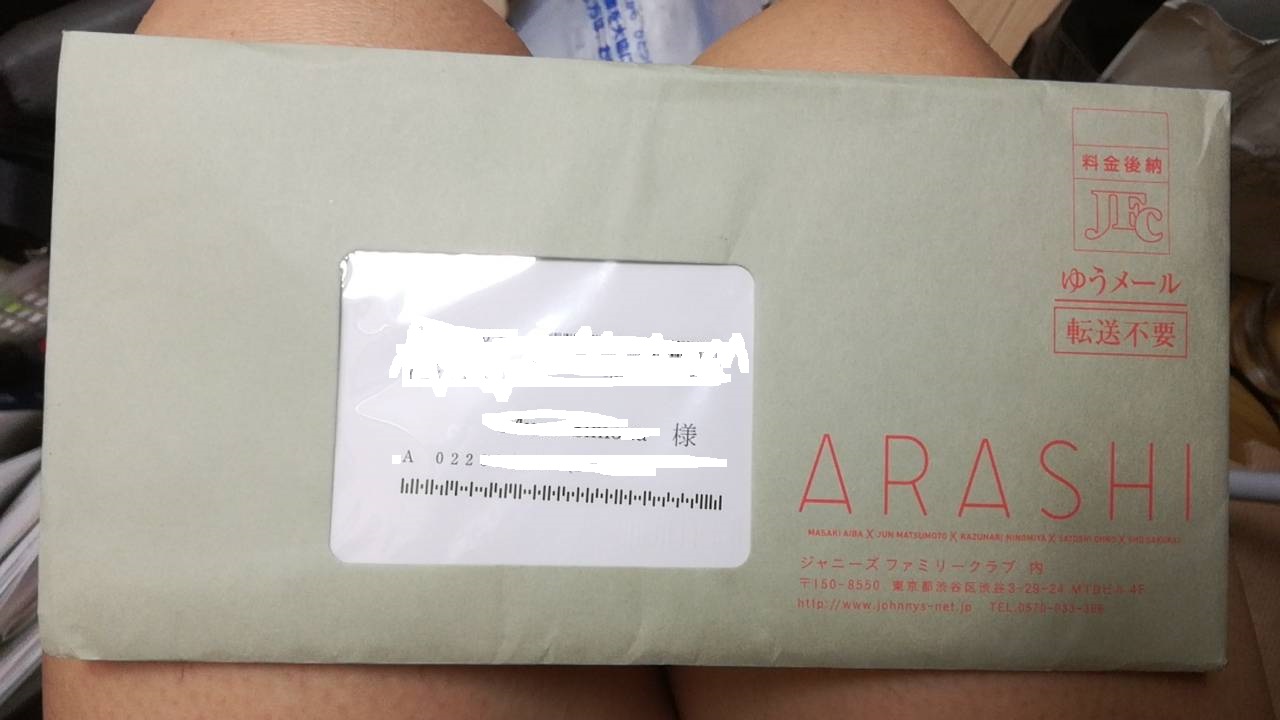 料金後納
JFC
ゆうメール
転送不要
様
A 022
ARASHI
MASAKI AIBA X JUN MATSUMOTO X KAZUNARI NINOMIYA X SATOSHI OHNO X SHO SAKURAI
ジャニーズ ファミリークラブ 内
〒150-8550 東京都渋谷区渋谷3-29-24 MTDビル 4F
http://www.johnnys-net.jp TEL.0570-033-366